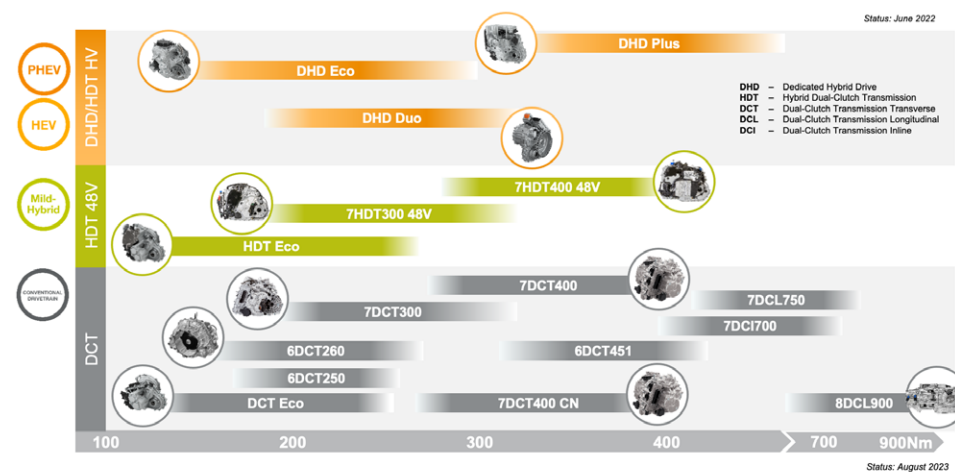 Status: June 2022
PHEV
HEV
Mild-
Hybrid
CONVENTIONAL
DRIVETRAIN
DHD/HDT HV
HDT 48V
DCT
DHD Plus
DHD Eco
DHD Duo
DHD – Dedicated Hybrid Drive
HDT – Hybrid Dual-Clutch Transmission
DCT – Dual-Clutch Transmission Transverse
DCL – Dual-Clutch Transmission Longitudinal
DCI – Dual-Clutch Transmission Inline
7HDT400 48V
7HDT300 48V
HDT Eco
7DCT400
7DCL750
7DCT300
7DCI700
6DCT260
6DCT451
6DCT250
DCT Eco
7DCT400 CN
8DCL900
100 200 300 400 700 900Nm
Status: August 2023